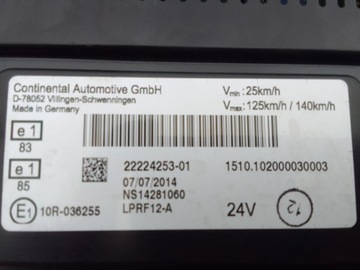 Continental Automotive GmbH
D-78052 Villingen-Schwenningen
Made in Germany
Vmin :25km/h
Vmax :125km/h / 140km/h
e 1
83
e 1
85
22224253-01
1510.102000030003
07/07/2014
NS14281060
E1 10R-036255
LPRF12-A
24V
12